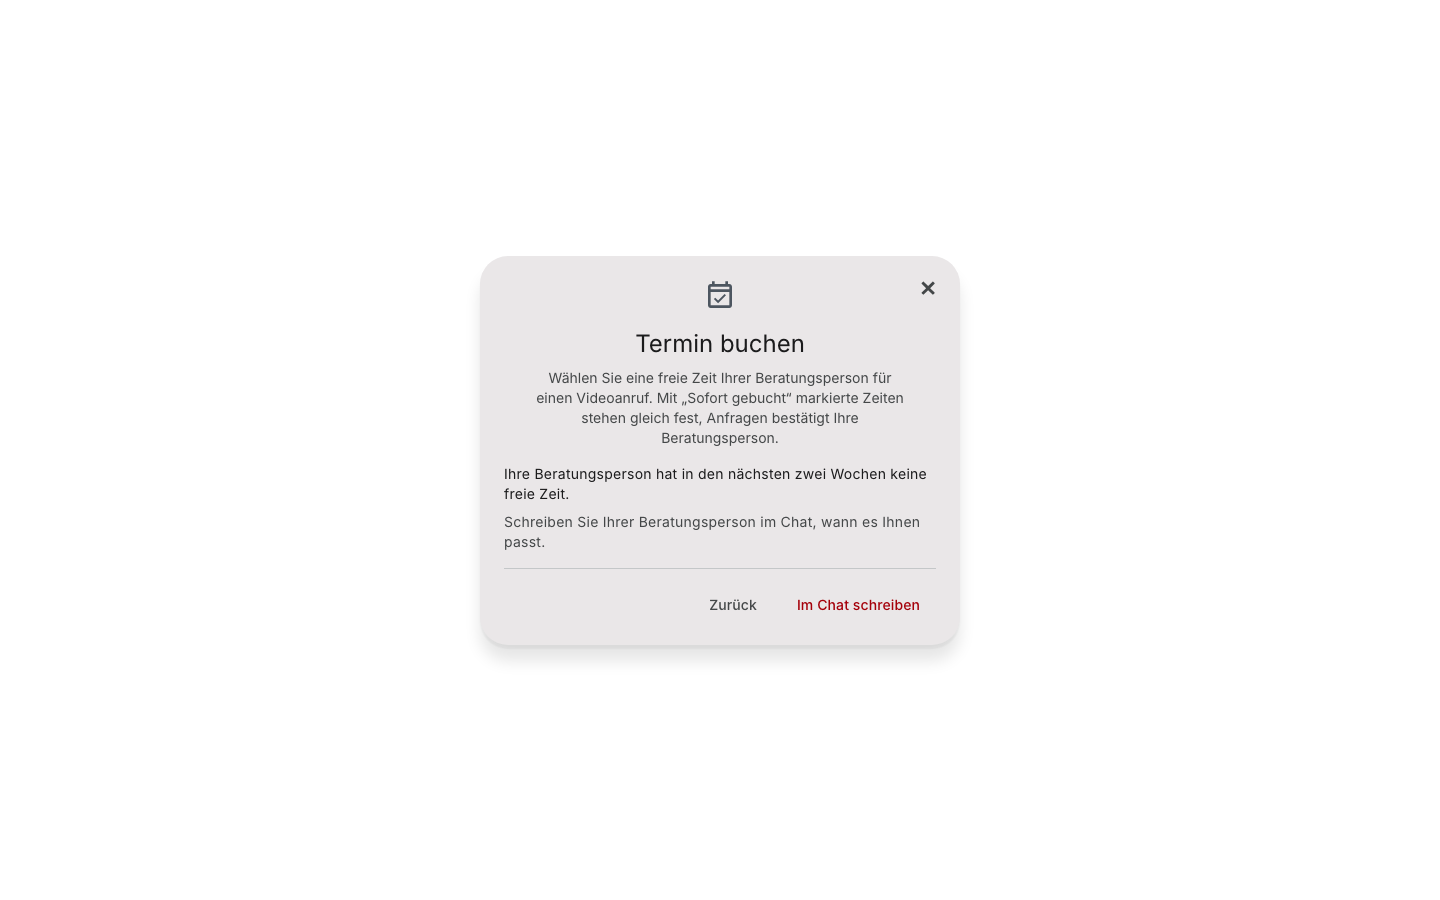 Termin buchen
Wählen Sie eine freie Zeit Ihrer Beratungsperson für
einen Videoanruf. Mit „Sofort gebucht“ markierte Zeiten
stehen gleich fest, Anfragen bestätigt Ihre
Beratungsperson.
Ihre Beratungsperson hat in den nächsten zwei Wochen keine
freie Zeit.
Schreiben Sie Ihrer Beratungsperson im Chat, wann es Ihnen
passt.
Zurück
Im Chat schreiben